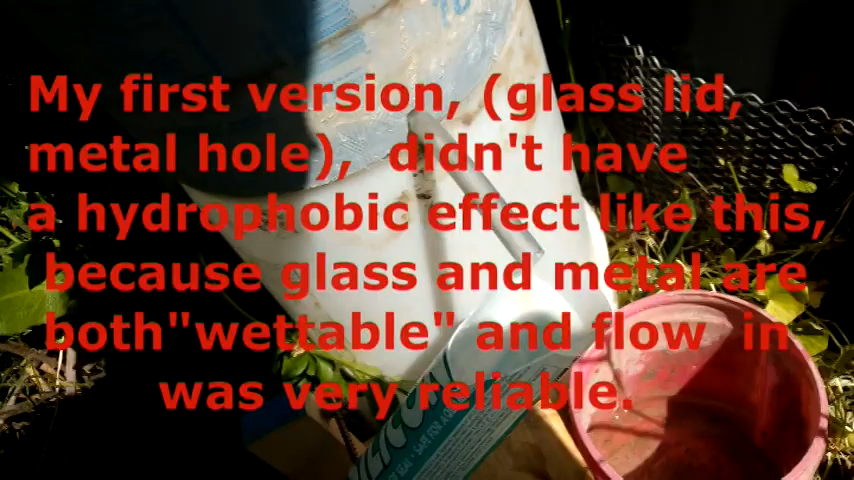 My first version, (glass lid,
metal hole), didn't have
a hydrophobic effect like this,
because glass and metal are
both"wettable" and flow in
was very reliable.